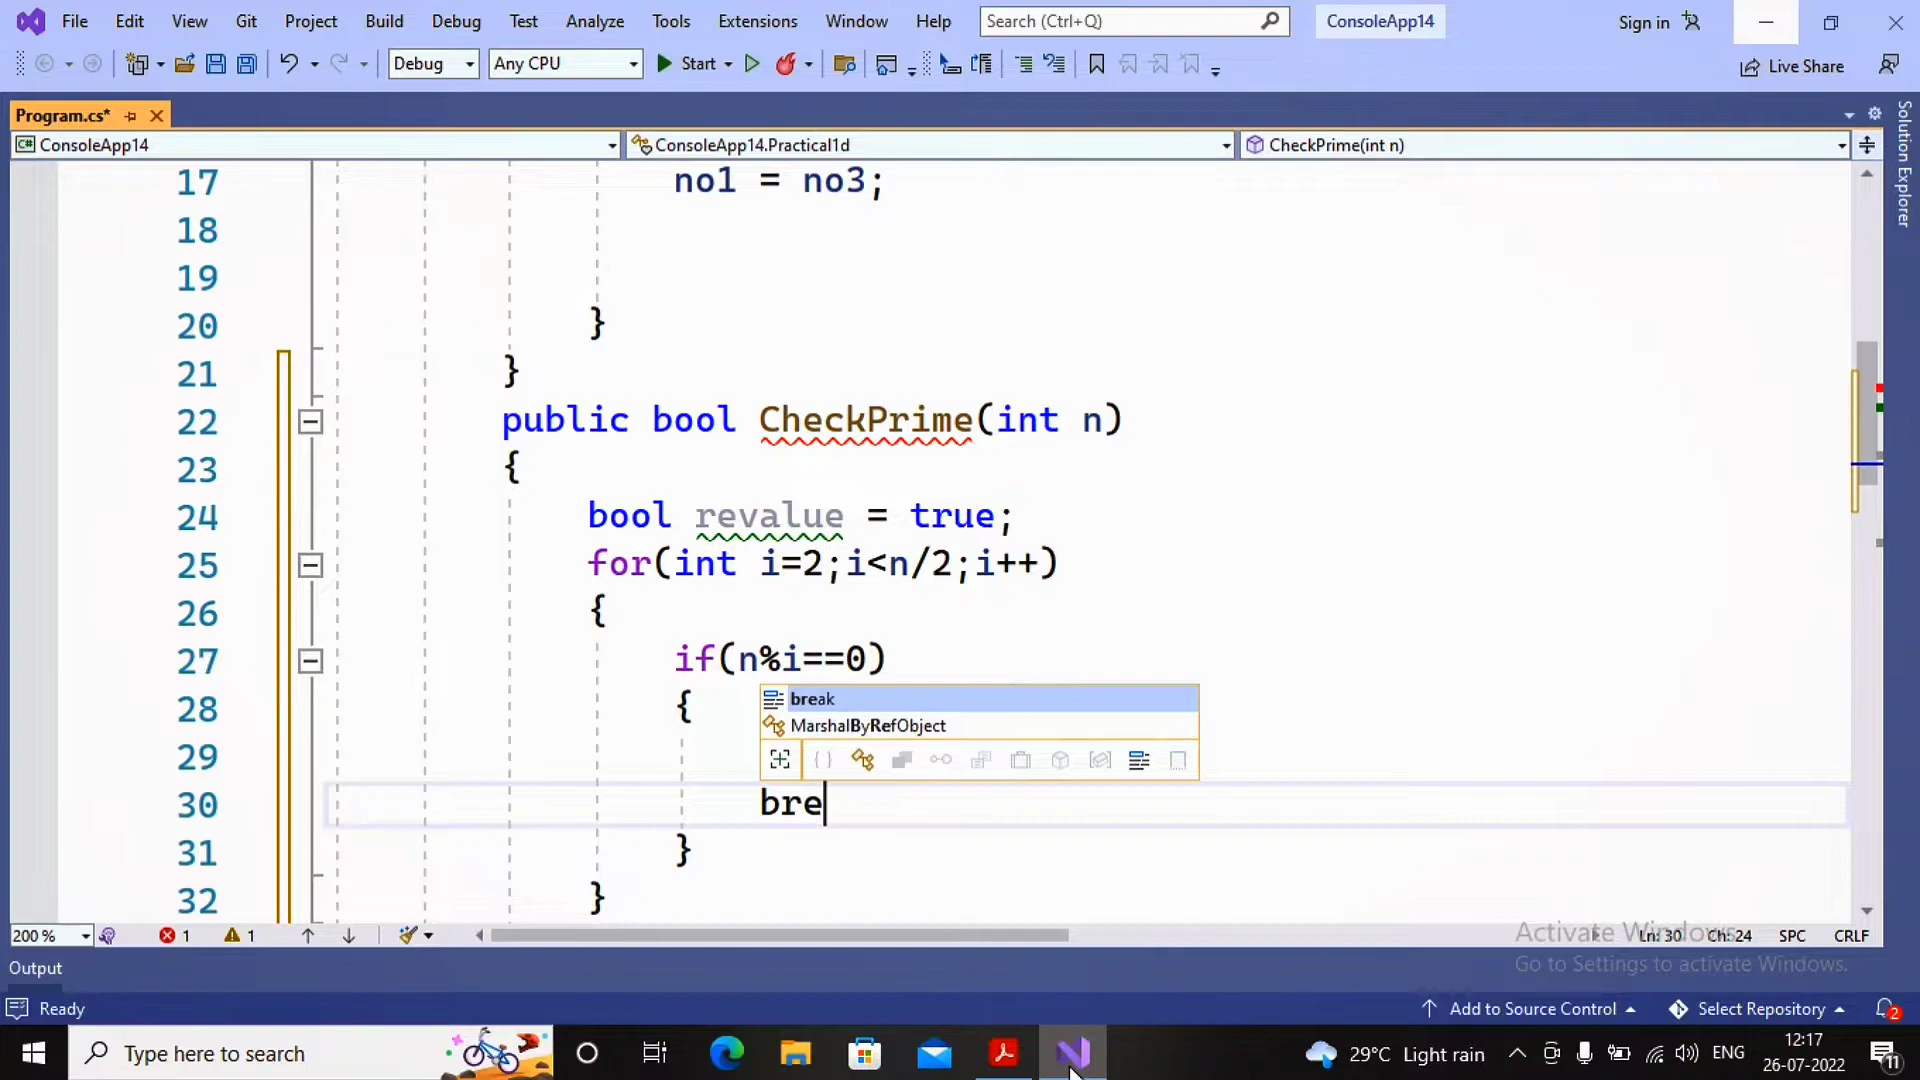 File Edit View Git Project Build Debug Test Analyze Tools Extensions Window Help Search (Ctrl+Q) ConsoleApp14 Sign in
Debug Any CPU Start Live Share
Program.cs*
ConsoleApp14 ConsoleApp14.Practical1d CheckPrime(int n)
Solution Explorer
17 no1 = no3;
18
19
20 }
21 }
22 public bool CheckPrime(int n)
23 {
24 bool revalue = true;
25 for(int i=2;i<n/2;i++)
26 {
27 if(n%i==0)
28 {
break
MarshalByRefObject
29
30 bre
31 }
32 }
200 % 1 1 Ln: 30 Ch: 24 SPC CRLF
Activate Windows
Go to Settings to activate Windows.
Output
Ready Add to Source Control Select Repository 2
Type here to search 29°C Light rain ENG 12:17 26-07-2022 11